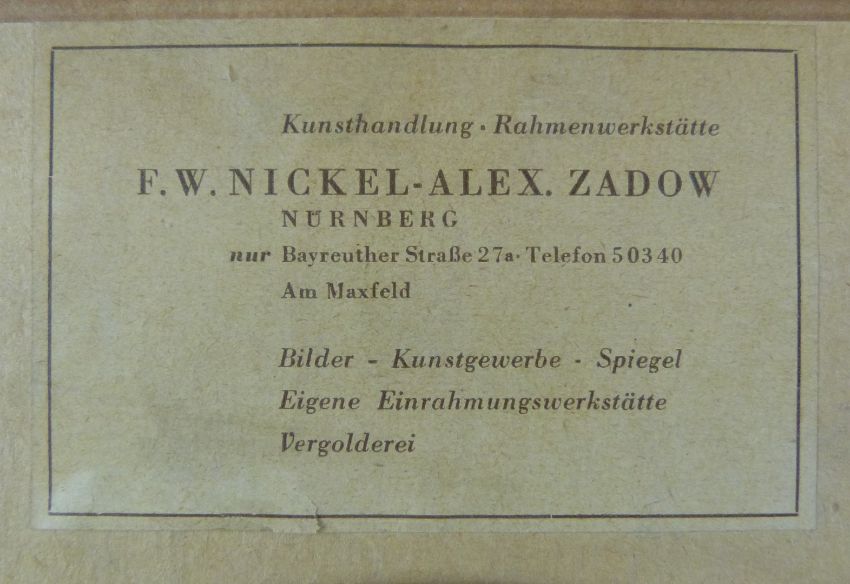 Kunsthandlung · Rahmenwerkstätte
F. W. NICKEL-ALEX. ZADOW
NÜRNBERG
nur Bayreuther Straße 27a · Telefon 50340
Am Maxfeld
Bilder - Kunstgewerbe - Spiegel
Eigene Einrahmungswerkstätte
Vergolderei